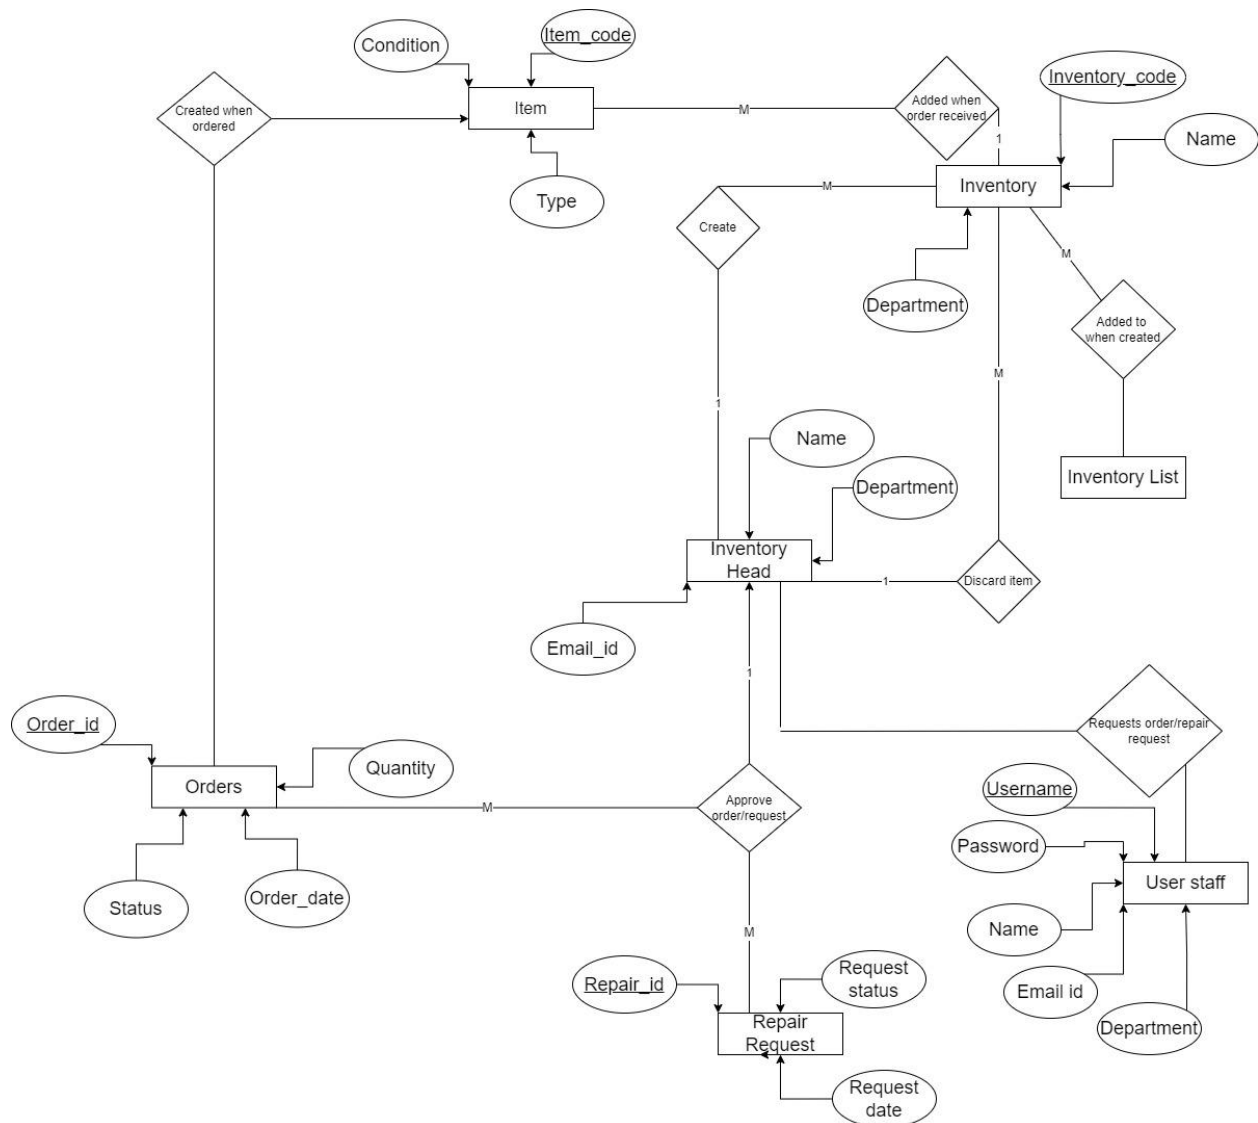 Condition
Item_code
Created when
ordered
Item
M
Added when
order received
Inventory_code
1
Name
Type
M
Inventory
Create
Department
M
Added to
when created
M
1
Name
Inventory List
Department
Inventory
Head
1
Discard item
Email_id
1
Order_id
Requests order/repair
request
Quantity
Orders
Username
M
Approve
order/request
Password
User staff
Status
Order_date
Name
M
Request
status
Repair_id
Email id
Department
Repair
Request
Request
date